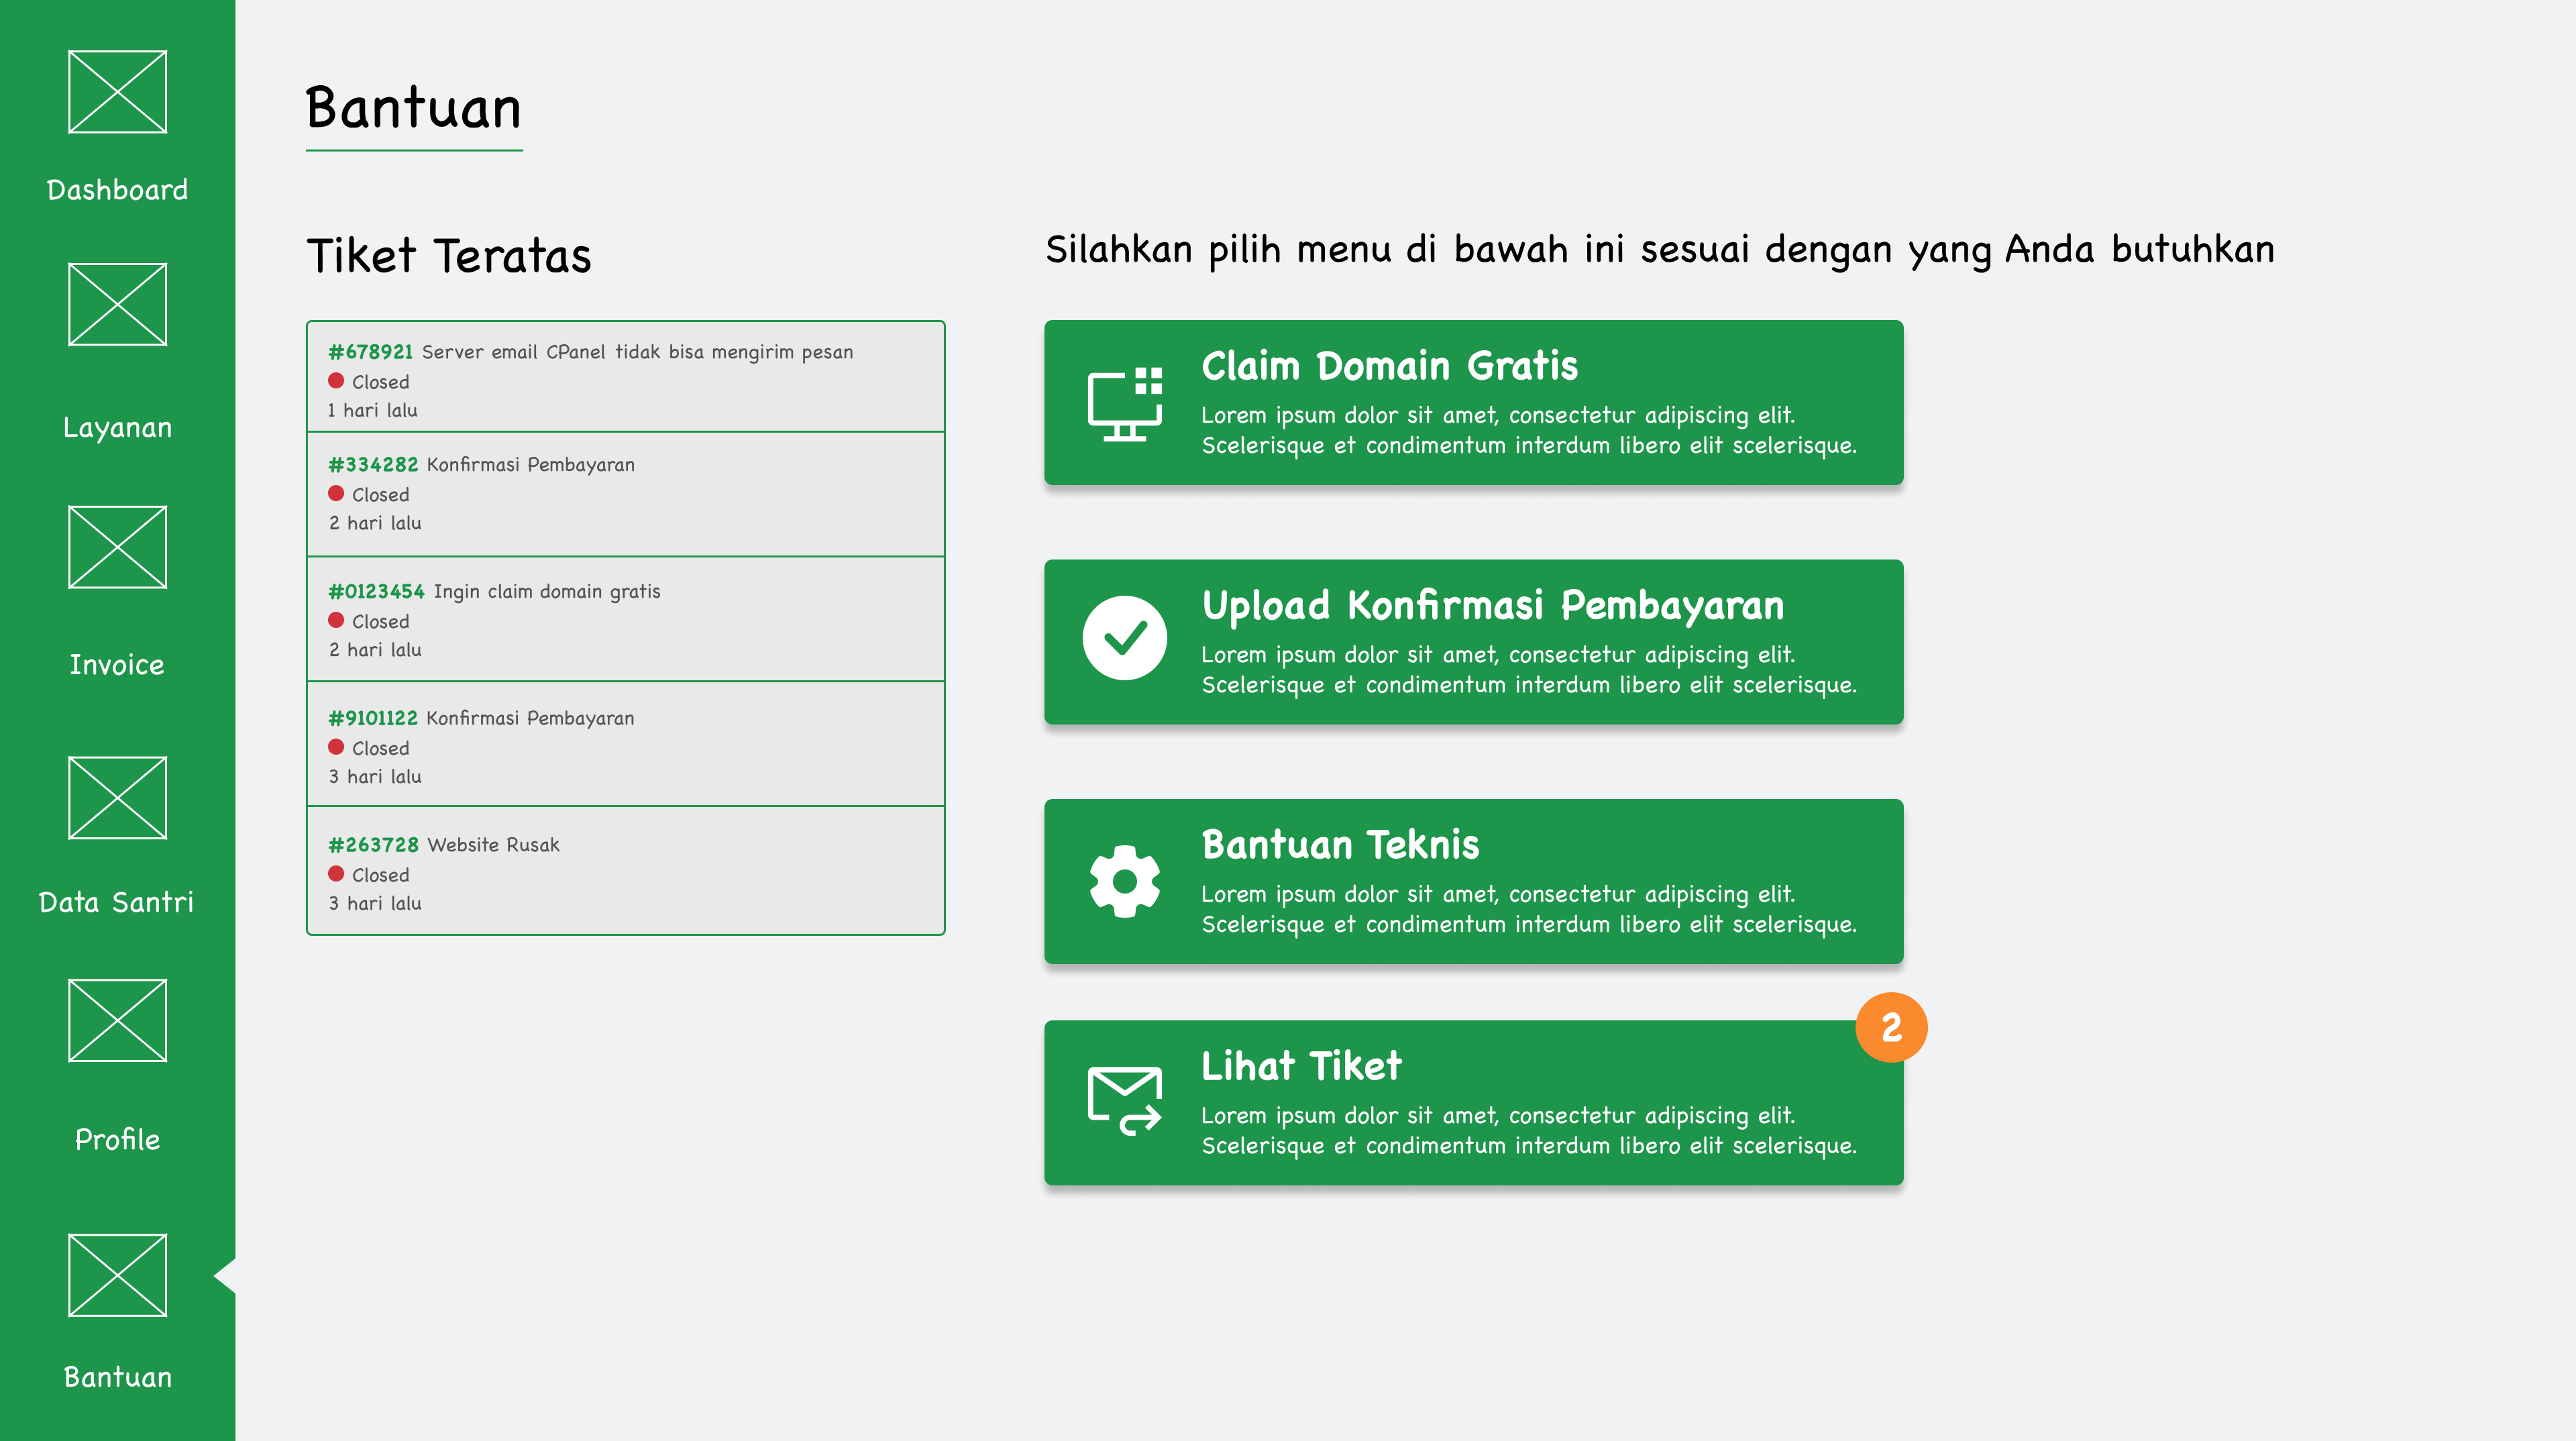 Dashboard
Layanan
Invoice
Data Santri
Profile
Bantuan
Bantuan
Tiket Teratas
#678921 Server email CPanel tidak bisa mengirim pesan
Closed
1 hari lalu
#334282 Konfirmasi Pembayaran
Closed
2 hari lalu
#0123454 Ingin claim domain gratis
Closed
2 hari lalu
#9101122 Konfirmasi Pembayaran
Closed
3 hari lalu
#263728 Website Rusak
Closed
3 hari lalu
Silahkan pilih menu di bawah ini sesuai dengan yang Anda butuhkan
Claim Domain Gratis
Lorem ipsum dolor sit amet, consectetur adipiscing elit.
Scelerisque et condimentum interdum libero elit scelerisque.
Upload Konfirmasi Pembayaran
Lorem ipsum dolor sit amet, consectetur adipiscing elit.
Scelerisque et condimentum interdum libero elit scelerisque.
Bantuan Teknis
Lorem ipsum dolor sit amet, consectetur adipiscing elit.
Scelerisque et condimentum interdum libero elit scelerisque.
2
Lihat Tiket
Lorem ipsum dolor sit amet, consectetur adipiscing elit.
Scelerisque et condimentum interdum libero elit scelerisque.